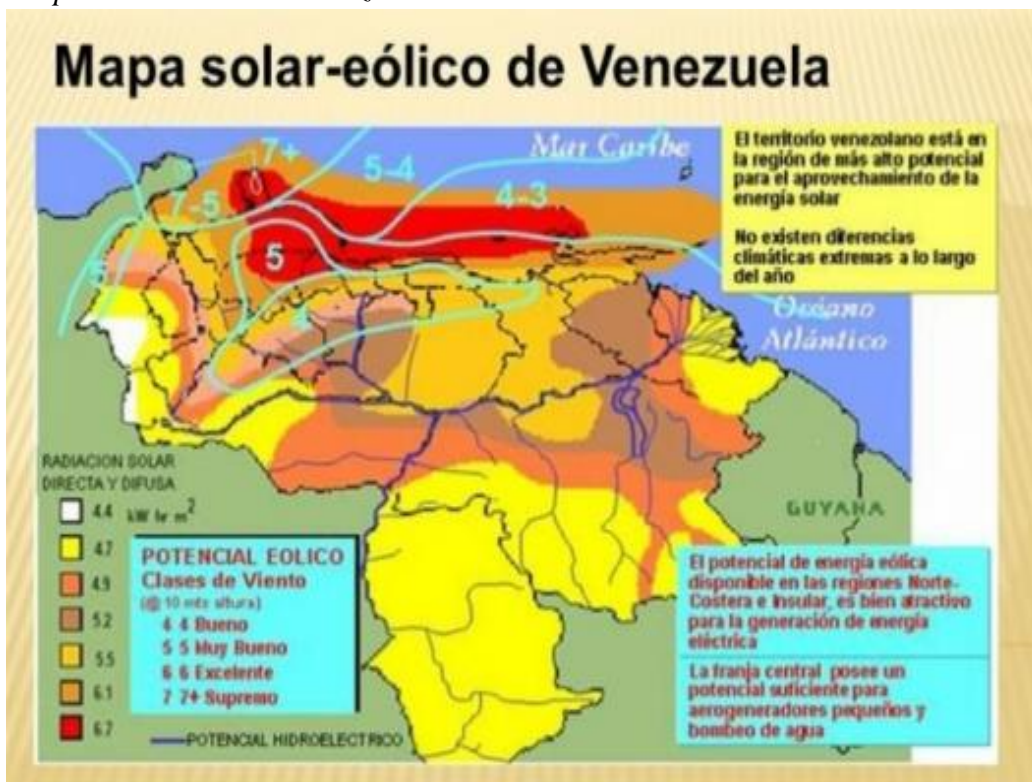 Mapa solar-eólico de Venezuela
7+
Mar Caribe
5-4
4-3
7-5
5
4
El territorio venezolano está en
la región de más alto potencial
para el aprovechamiento de la
energía solar
No existen diferencias
climáticas extremas a lo largo
del año
Océano
Atlántico
GUYANA
RADIACION SOLAR
DIRECTA Y DIFUSA
4.4 kW hr m²
4.7
4.9
5.2
5.5
6.1
6.7
POTENCIAL EOLICO
Clases de Viento
(@ 10 mts altura)
4 4 Bueno
5 5 Muy Bueno
6 6 Excelente
7 7+ Supremo
POTENCIAL HIDROELECTRICO
El potencial de energía eólica
disponible en las regiones Norte-
Costera e Insular, es bien atractivo
para la generación de energía
eléctrica
La franja central posee un
potencial suficiente para
aerogeneradores pequeños y
bombeo de agua